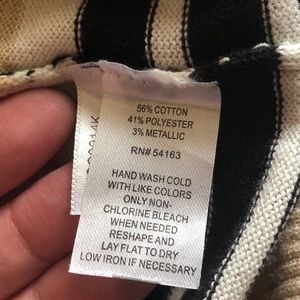 56% COTTON
41% POLYESTER
3% METALLIC
RN# 54163
HAND WASH COLD
WITH LIKE COLORS
ONLY NON-
CHLORINE BLEACH
WHEN NEEDED
RESHAPE AND
LAY FLAT TO DRY
LOW IRON IF NECESSARY